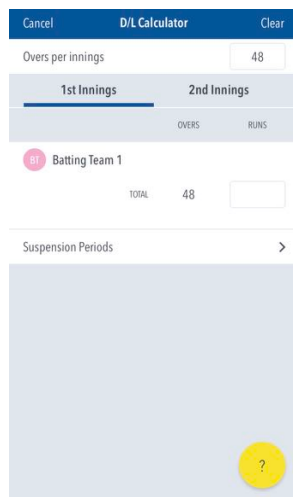 Cancel D/L Calculator Clear
Overs per innings 48
1st Innings 2nd Innings
OVERS RUNS
BT Batting Team 1
TOTAL 48
Suspension Periods >
?